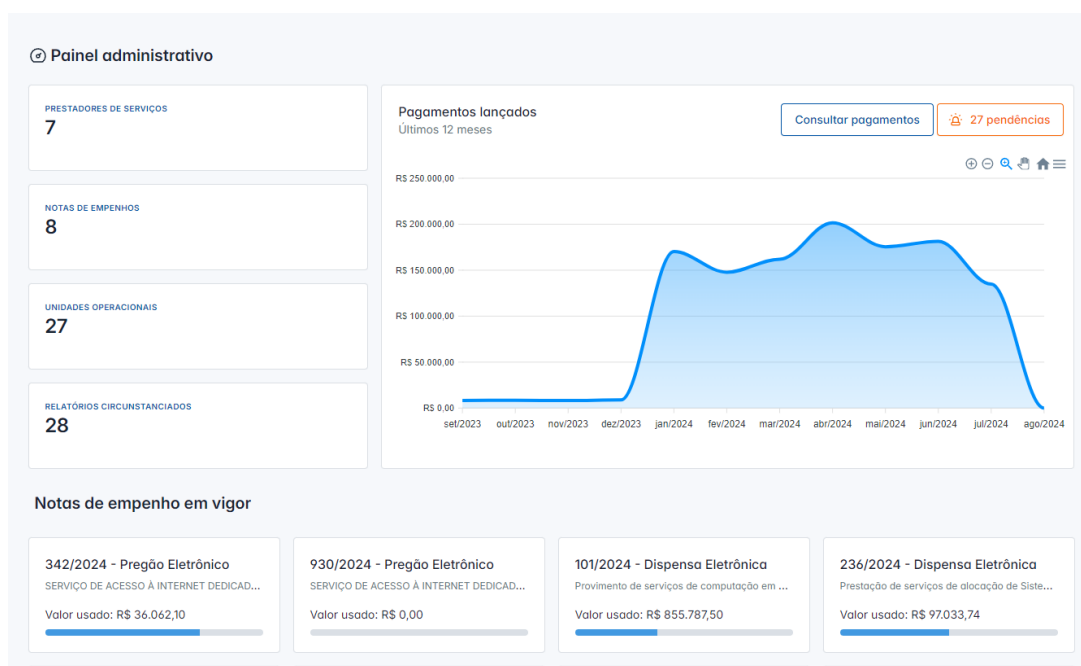 Painel administrativo
PRESTADORES DE SERVIÇOS
7
NOTAS DE EMPENHOS
8
UNIDADES OPERACIONAIS
27
RELATÓRIOS CIRCUNSTANCIADOS
28
Pagamentos lançados
Últimos 12 meses
Consultar pagamentos
27 pendências
R$ 250.000,00
R$ 200.000,00
R$ 150.000,00
R$ 100.000,00
R$ 50.000,00
R$ 0,00
set/2023 out/2023 nov/2023 dez/2023 jan/2024 fev/2024 mar/2024 abr/2024 mai/2024 jun/2024 jul/2024 ago/2024
Notas de empenho em vigor
342/2024 - Pregão Eletrônico
SERVIÇO DE ACESSO À INTERNET DEDICAD...
Valor usado: R$ 36.062,10
930/2024 - Pregão Eletrônico
SERVIÇO DE ACESSO À INTERNET DEDICAD...
Valor usado: R$ 0,00
101/2024 - Dispensa Eletrônica
Provimento de serviços de computação em ...
Valor usado: R$ 855.787,50
236/2024 - Dispensa Eletrônica
Prestação de serviços de alocação de Siste...
Valor usado: R$ 97.033,74